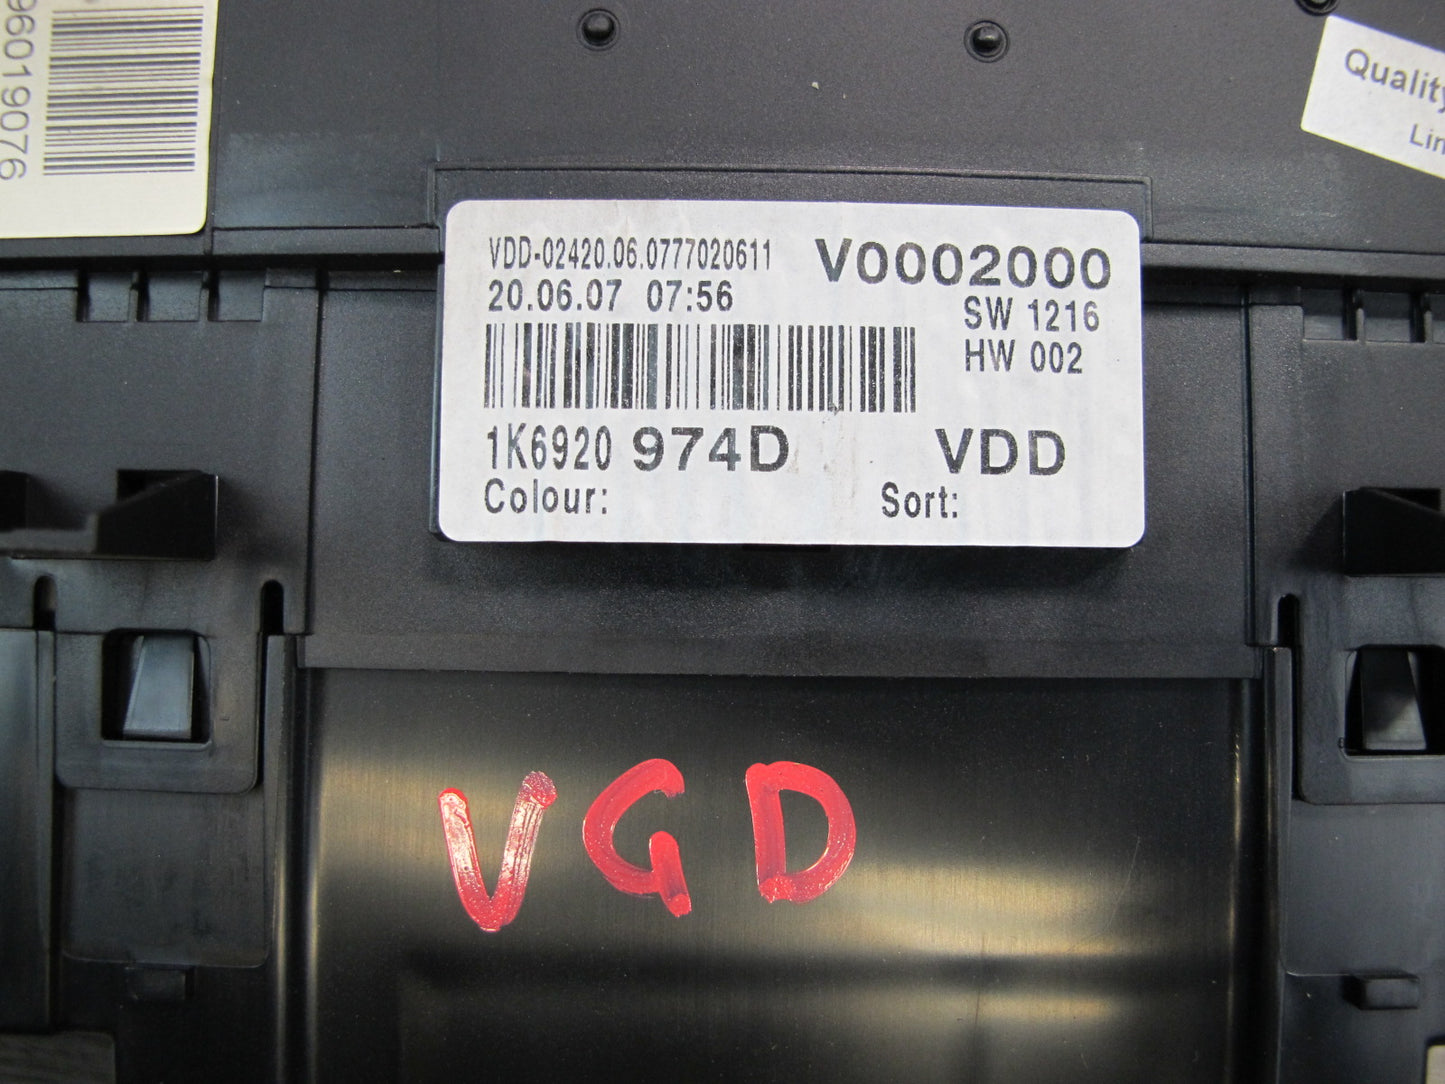 96019076
Quality
VDD-02420.06.0777020611 V0002000
20.06.07 07:56 SW 1216
HW 002
1K6920 974D VDD
Colour: Sort:
VGD